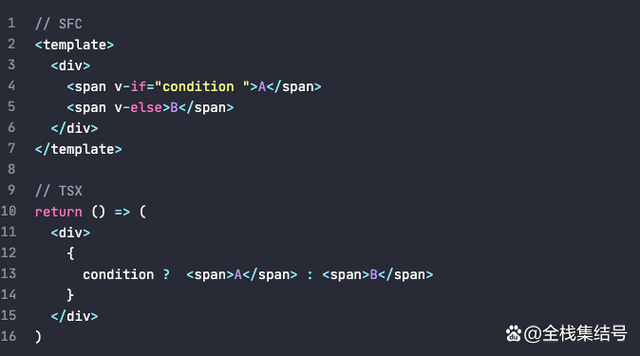 1 // SFC
2 <template>
3   <div>
4     <span v-if="condition ">A</span>
5     <span v-else>B</span>
6   </div>
7 </template>
8
9 // TSX
10 return () => (
11   <div>
12     {
13       condition ?  <span>A</span> : <span>B</span>
14     }
15   </div>
16 )
du @全栈集结号